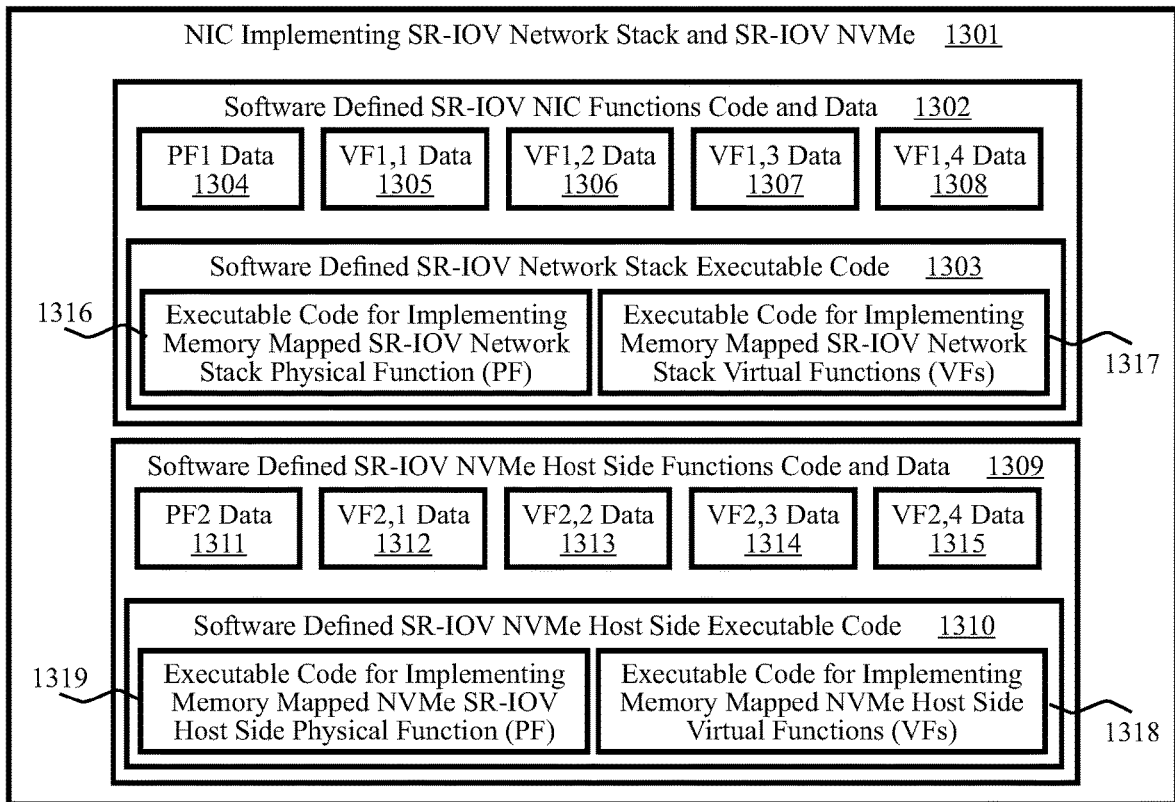 NIC Implementing SR-IOV Network Stack and SR-IOV NVMe 1301
Software Defined SR-IOV NIC Functions Code and Data 1302
PF1 Data
1304
VF1,1 Data
1305
VF1,2 Data
1306
VF1,3 Data
1307
VF1,4 Data
1308
Software Defined SR-IOV Network Stack Executable Code 1303
1316
Executable Code for Implementing
Memory Mapped SR-IOV Network
Stack Physical Function (PF)
Executable Code for Implementing
Memory Mapped SR-IOV Network
Stack Virtual Functions (VFs)
1317
Software Defined SR-IOV NVMe Host Side Functions Code and Data 1309
PF2 Data
1311
VF2,1 Data
1312
VF2,2 Data
1313
VF2,3 Data
1314
VF2,4 Data
1315
Software Defined SR-IOV NVMe Host Side Executable Code 1310
1319
Executable Code for Implementing
Memory Mapped NVMe SR-IOV
Host Side Physical Function (PF)
Executable Code for Implementing
Memory Mapped NVMe Host Side
Virtual Functions (VFs)
1318